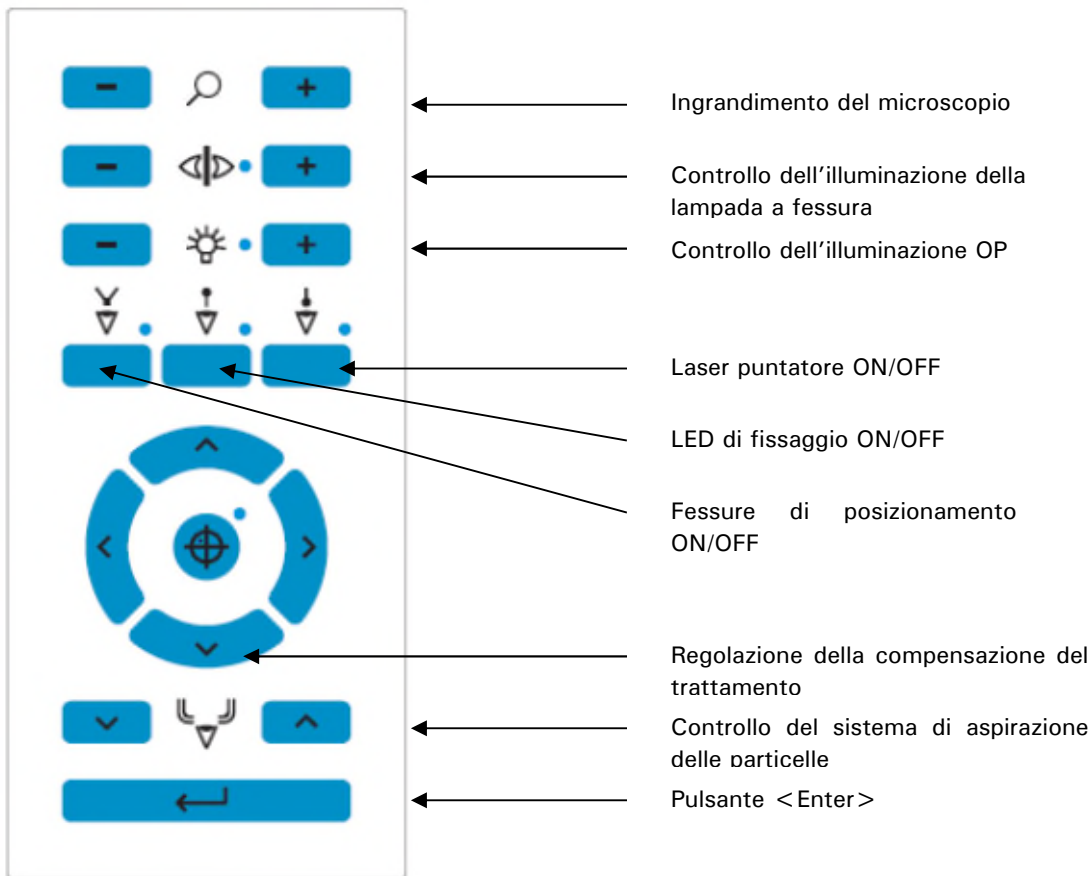 Ingrandimento del microscopio
Controllo dell'illuminazione della
lampada a fessura
Controllo dell'illuminazione OP
Laser puntatore ON/OFF
LED di fissaggio ON/OFF
Fessure di posizionamento
ON/OFF
Regolazione della compensazione del
trattamento
Controllo del sistema di aspirazione
delle particelle
Pulsante <Enter>